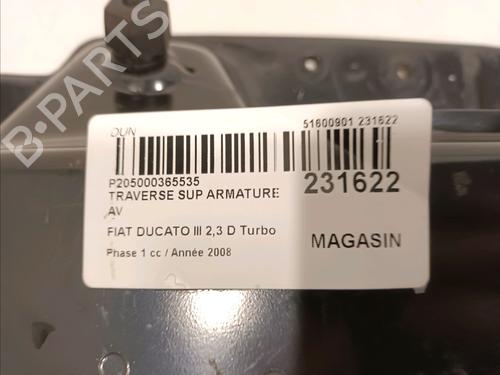 B-PARTS
DUN
51600901 231622
P205000365535
TRAVERSE SUP ARMATURE
AV
231622
FIAT DUCATO III 2,3 D Turbo
MAGASIN
Phase 1 cc / Année 2008